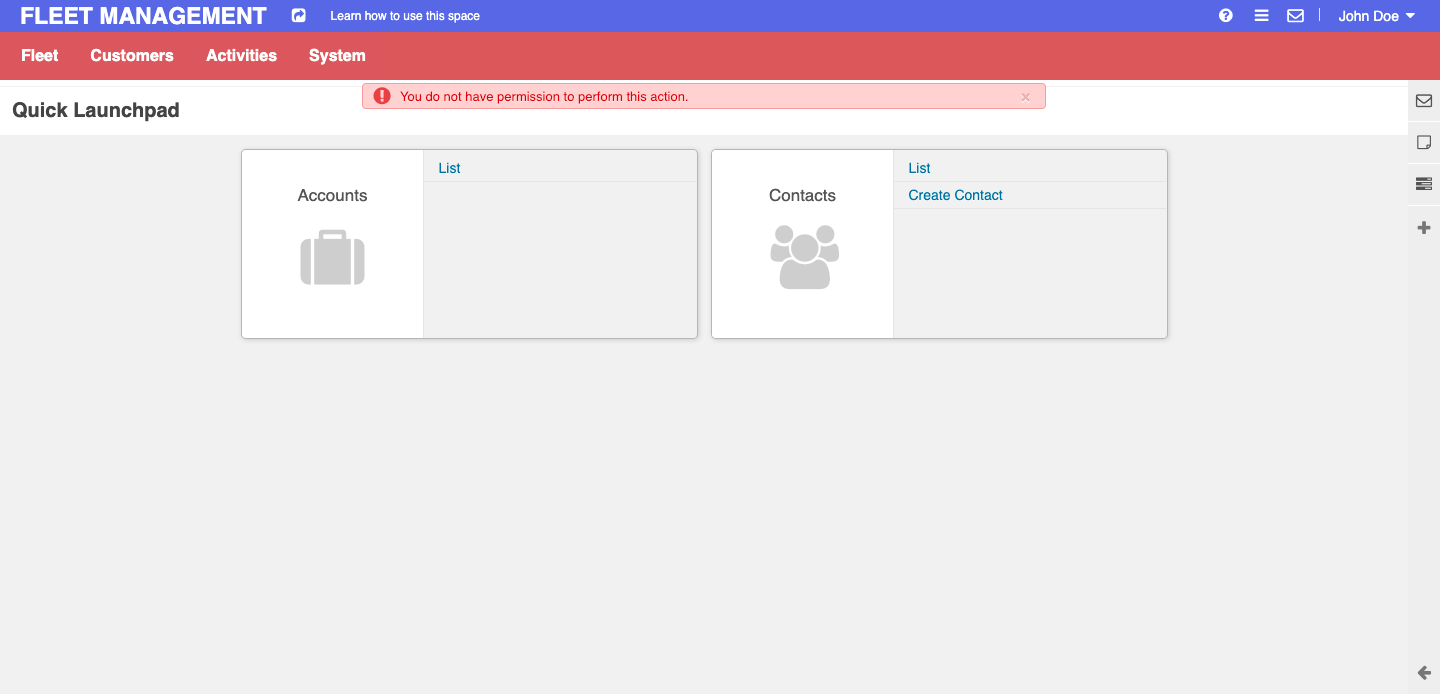 FLEET MANAGEMENT
Learn how to use this space
John Doe
Fleet
Customers
Activities
System
You do not have permission to perform this action.
×
Quick Launchpad
Accounts
List
Contacts
List
Create Contact